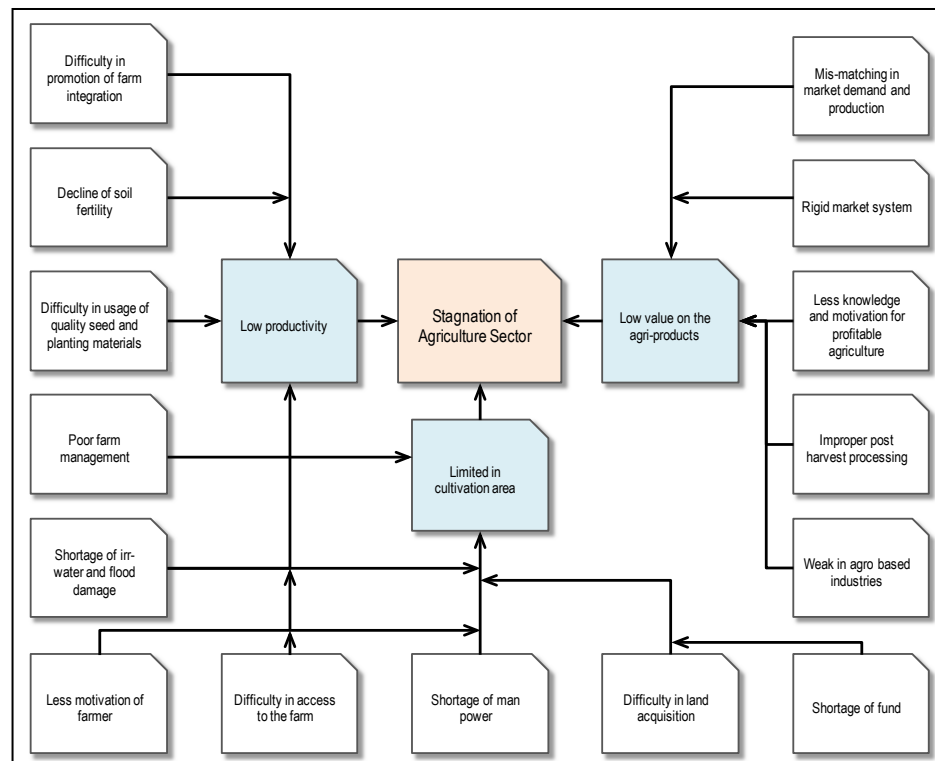 Difficulty in
promotion of farm
integration
Mis-matching in
market demand and
production
Decline of soil
fertility
Rigid market system
Difficulty in usage of
quality seed and
planting materials
Low productivity
Stagnation of
Agriculture Sector
Low value on the
agri-products
Less knowledge
and motivation for
profitable
agriculture
Poor farm
management
Limited in
cultivation area
Improper post
harvest processing
Shortage of irr-
water and flood
damage
Weak in agro based
industries
Less motivation of
farmer
Difficulty in access
to the farm
Shortage of man
power
Difficulty in land
acquisition
Shortage of fund